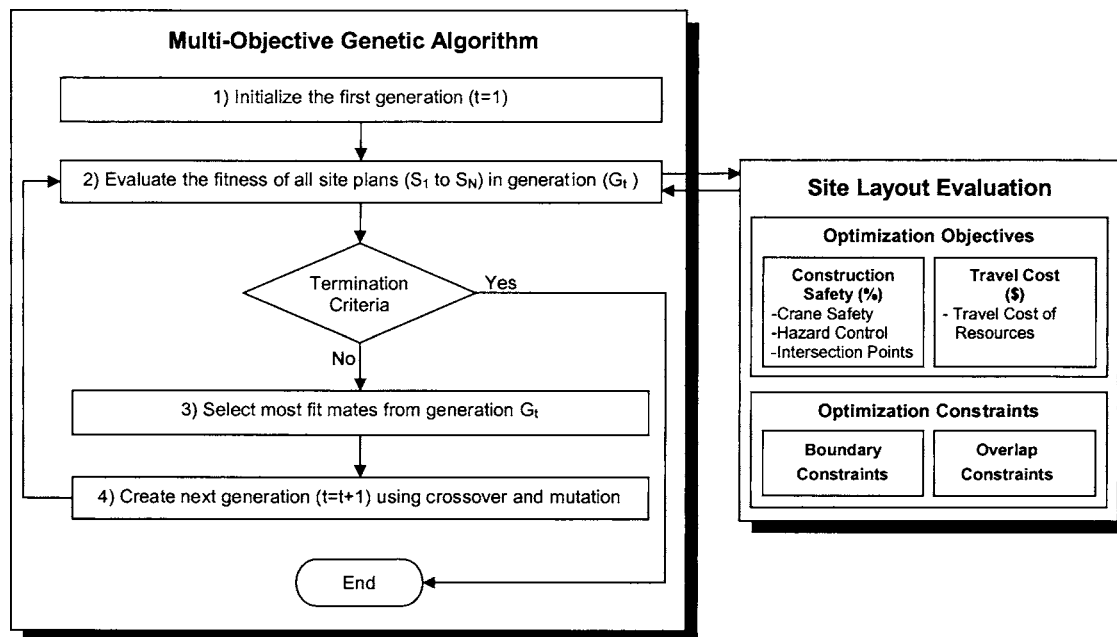 Multi-Objective Genetic Algorithm
1) Initialize the first generation (t=1)
2) Evaluate the fitness of all site plans (S₁ to S_N) in generation (G_t )
Termination
Criteria
Yes
No
3) Select most fit mates from generation G_t
4) Create next generation (t=t+1) using crossover and mutation
End
Site Layout Evaluation
Optimization Objectives
Construction
Safety (%)
-Crane Safety
-Hazard Control
-Intersection Points
Travel Cost
($)
- Travel Cost of
Resources
Optimization Constraints
Boundary
Constraints
Overlap
Constraints